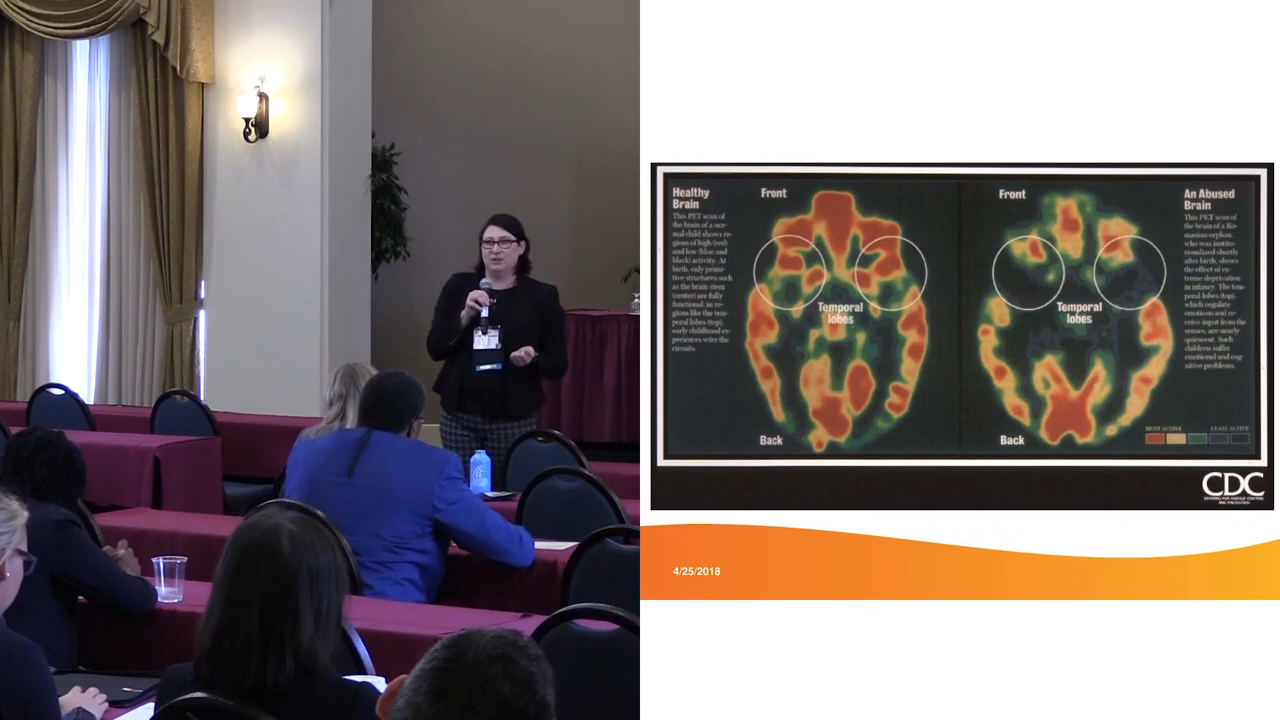 Healthy
Brain
This PET scan of
the brain of a nor-
mal child shows re-
gions of high (red)
and low (blue and
black) activity. At
birth, only primi-
tive structures such
as the brain stem
(center) are fully
functional; in re-
gions like the tem-
poral lobes (top),
early childhood ex-
periences wire the
circuits.
Front
Temporal
lobes
Back
Front
Temporal
lobes
Back
An Abused
Brain
This PET scan of
the brain of a Ro-
manian orphan,
who was institu-
tionalized shortly
after birth, shows
the effect of ex-
treme deprivation
in infancy. The tem-
poral lobes (top),
which regulate
emotions and re-
ceive input from the
senses, are nearly
quiescent. Such
children suffer
emotional and cog-
nitive problems.
MOST ACTIVE LEAST ACTIVE
CDC
CENTERS FOR DISEASE CONTROL
AND PREVENTION
4/25/2018